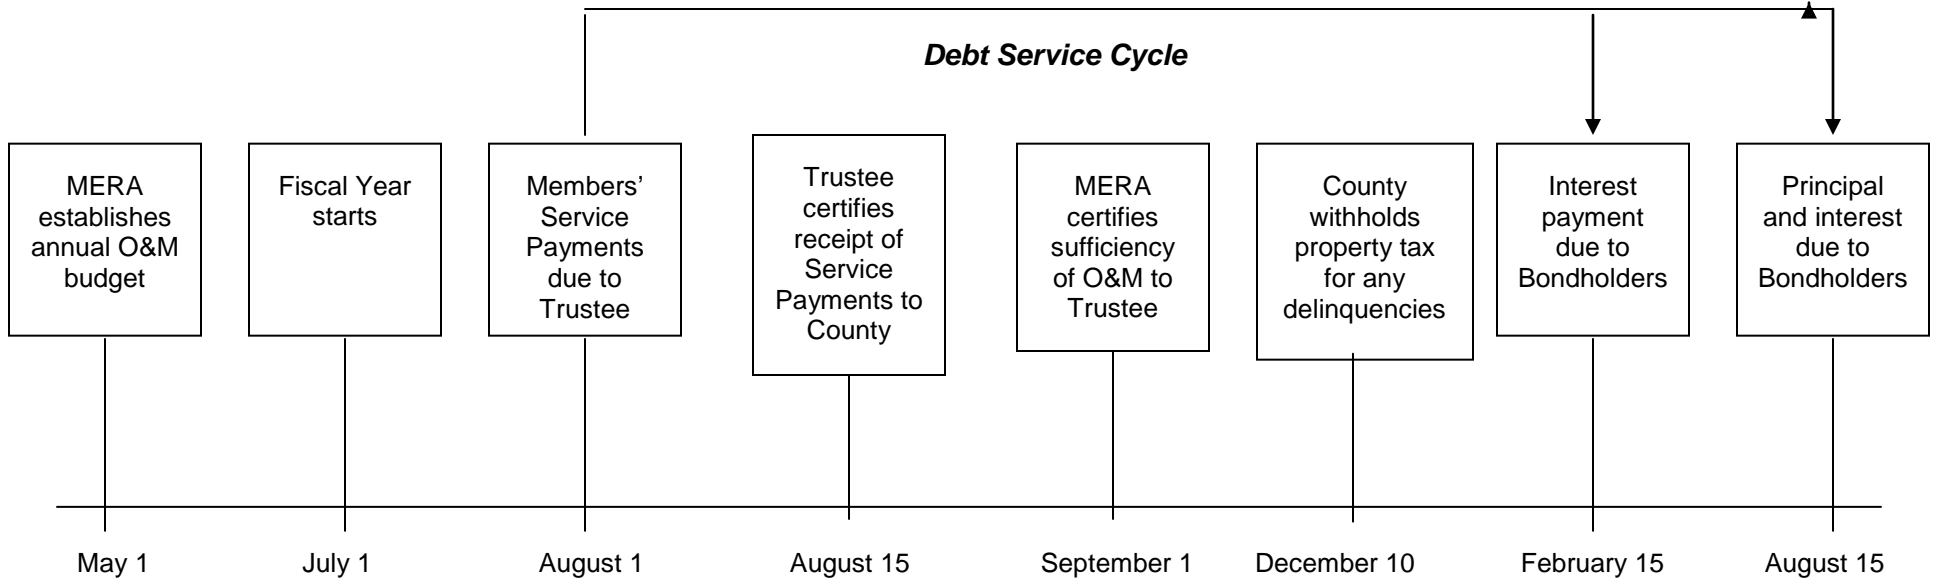 Debt Service Cycle
MERA
establishes
annual O&M
budget
Fiscal Year
starts
Members’
Service
Payments
due to
Trustee
Trustee
certifies
receipt of
Service
Payments to
County
MERA
certifies
sufficiency
of O&M to
Trustee
County
withholds
property tax
for any
delinquencies
Interest
payment
due to
Bondholders
Principal
and interest
due to
Bondholders
May 1
July 1
August 1
August 15
September 1
December 10
February 15
August 15